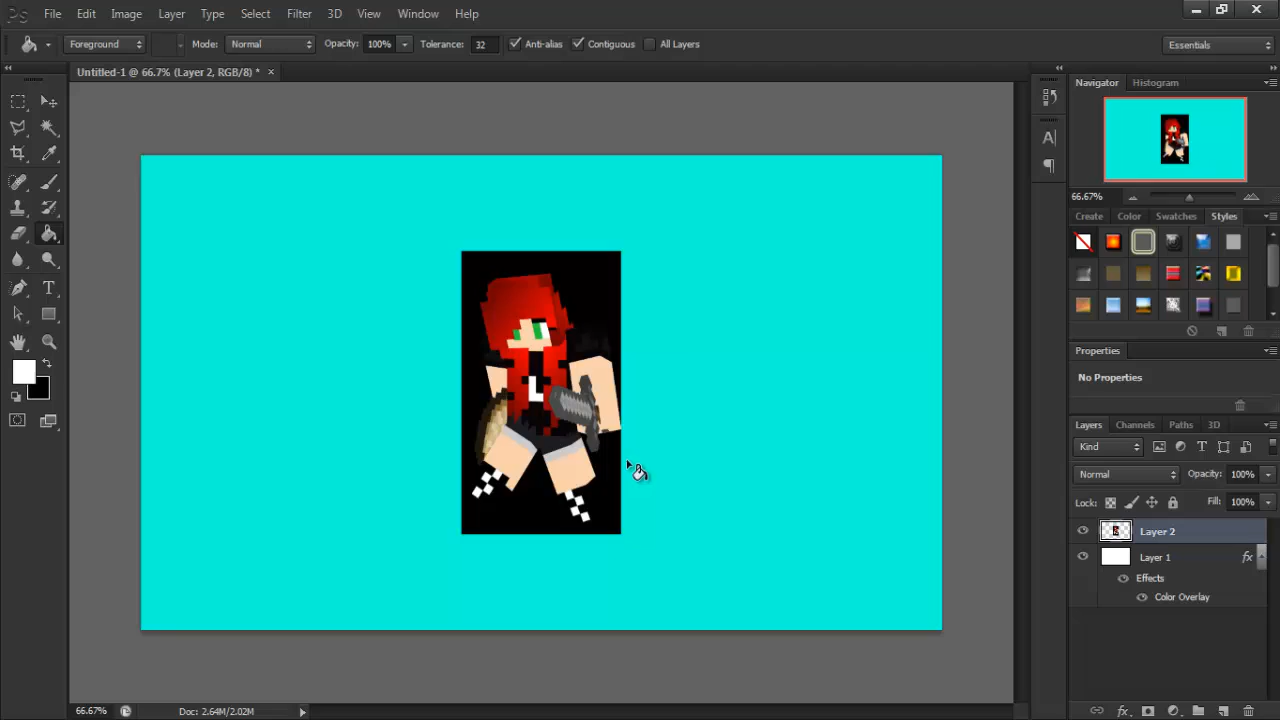 Ps File Edit Image Layer Type Select Filter 3D View Window Help
Foreground Mode: Normal Opacity: 100% Tolerance: 32 Anti-alias Contiguous All Layers Essentials
Untitled-1 @ 66.7% (Layer 2, RGB/8) *
Navigator Histogram
66.67%
Create Color Swatches Styles
Properties
No Properties
Layers Channels Paths 3D
Kind
Normal Opacity: 100%
Lock: Fill: 100%
Layer 2
Layer 1 fx
Effects
Color Overlay
66.67% Doc: 2.64M/2.02M